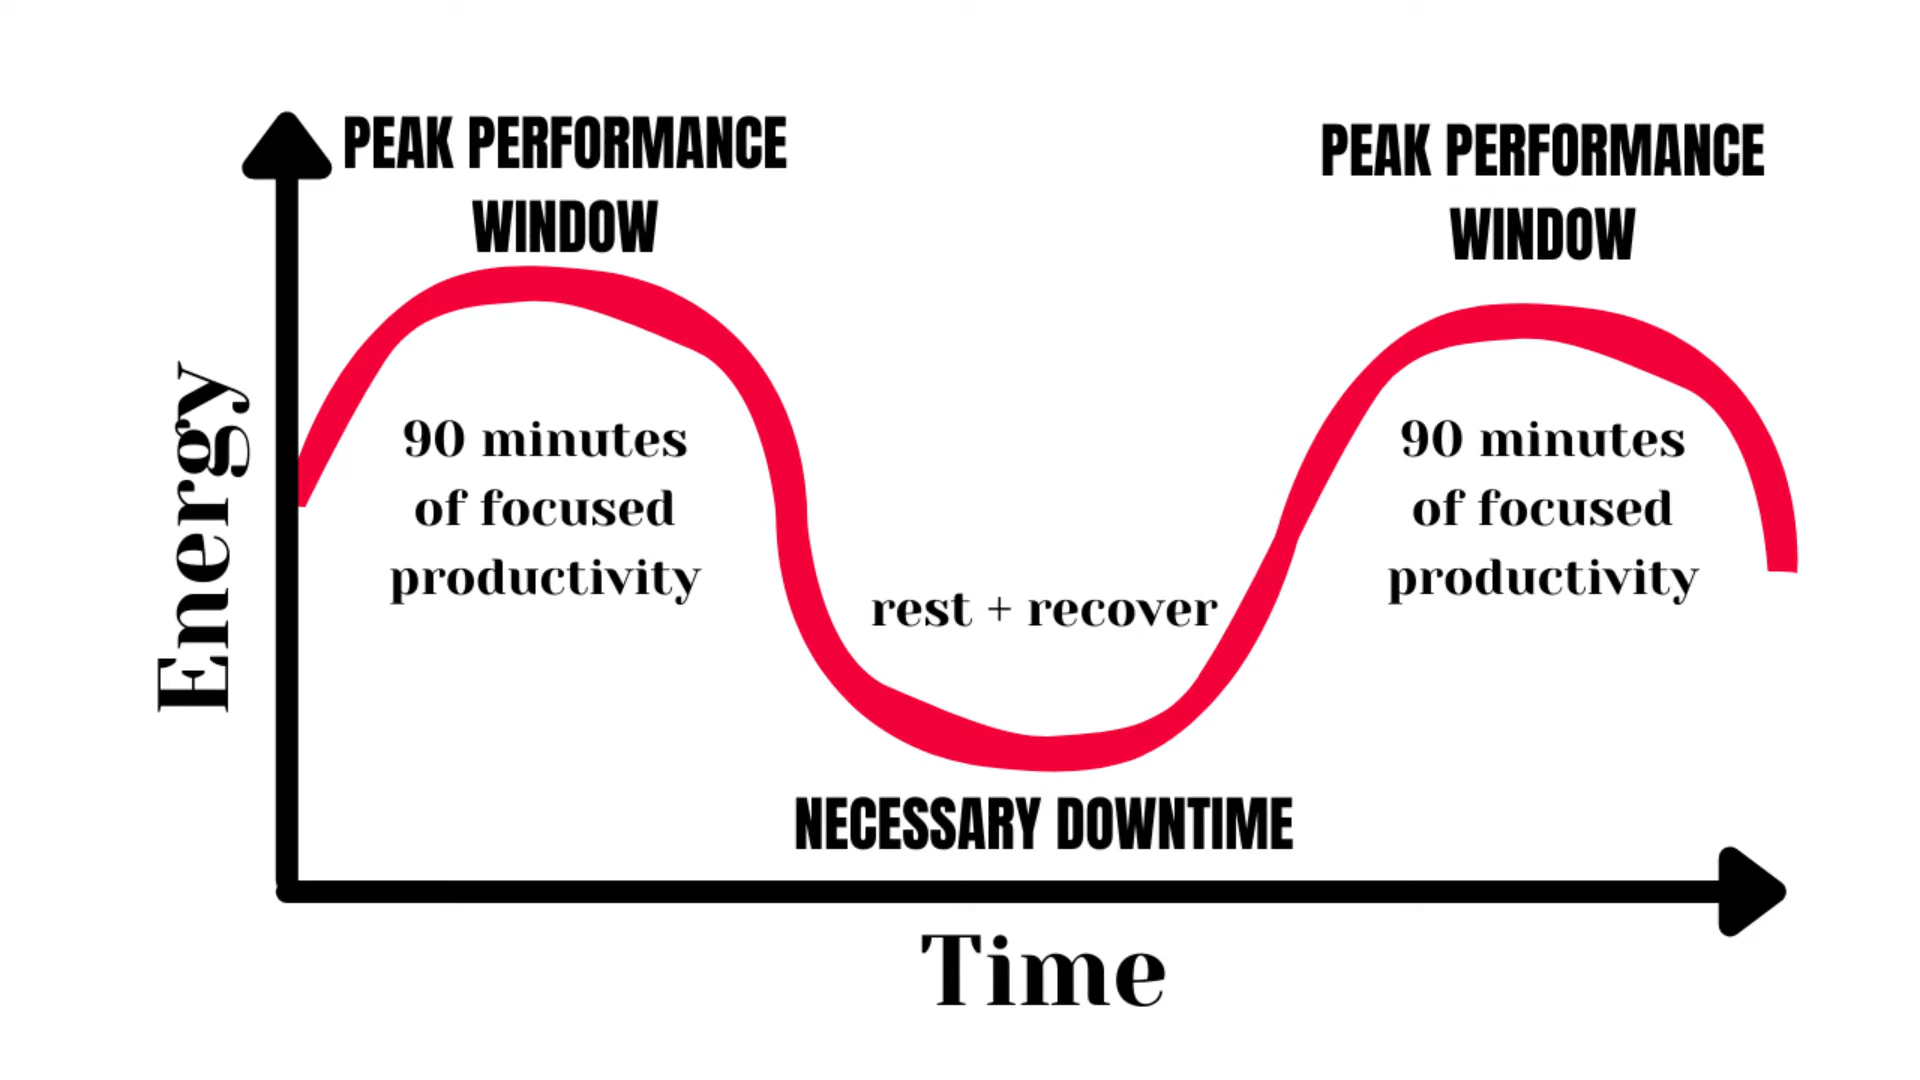 PEAK PERFORMANCE
WINDOW
PEAK PERFORMANCE
WINDOW
Energy
90 minutes
of focused
productivity
rest + recover
90 minutes
of focused
productivity
NECESSARY DOWNTIME
Time